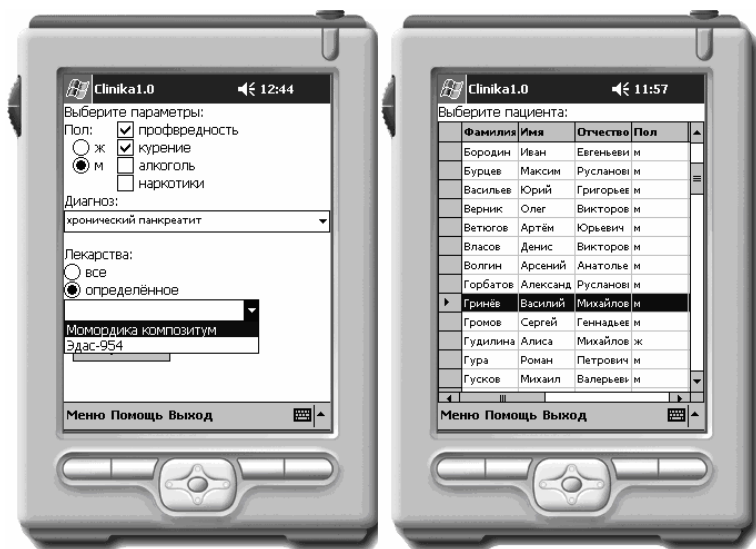 Clinika1.0 12:44
Выберите параметры:
Пол:
профвредность
ж
курение
м
алкоголь
наркотики
Диагноз:
хронический панкреатит
Лекарства:
все
определённое
Момордика композитум
Эдас-954
Меню Помощь Выход
Clinika1.0 11:57
Выберите пациента:
Фамилия Имя Отчество Пол
Бородин Иван Евгеньеви м
Бурцев Максим Русланови м
Васильев Юрий Григорьев м
Верник Олег Викторов м
Ветюгов Артём Юрьевич м
Власов Денис Викторов м
Волгин Арсений Анатолье м
Горбатов Александ Русланови м
Гринёв Василий Михайлов м
Громов Сергей Геннадьев м
Гудилина Алиса Михайлов ж
Гура Роман Петрович м
Гусков Михаил Валерьеви м
Меню Помощь Выход